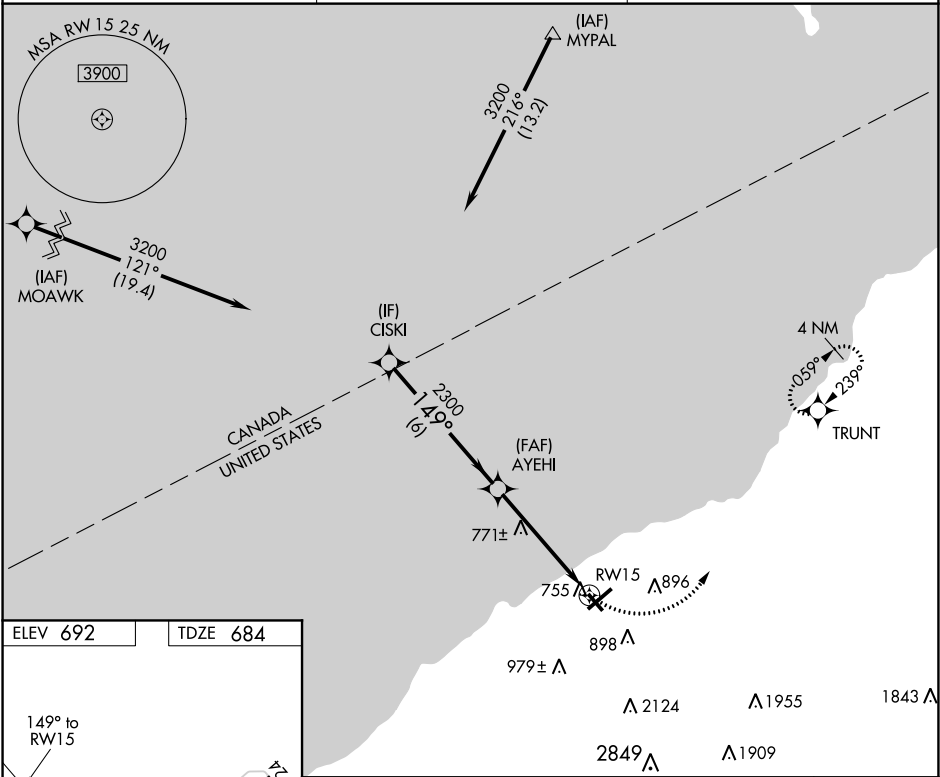 MSA RW 15 25 NM
3900
(IAF)
MYPAL
3200
216°
(13.2)
3200
121°
(19.4)
(IAF)
MOAWK
(IF)
CISKI
4 NM
059°
239°
TRUNT
2300
149°
(6)
CANADA
UNITED STATES
(FAF)
AYEHI
771±
755
RW15
896
898
979±
2124
1955
1843
2849
1909
ELEV 692
TDZE 684
149° to
RW15
24